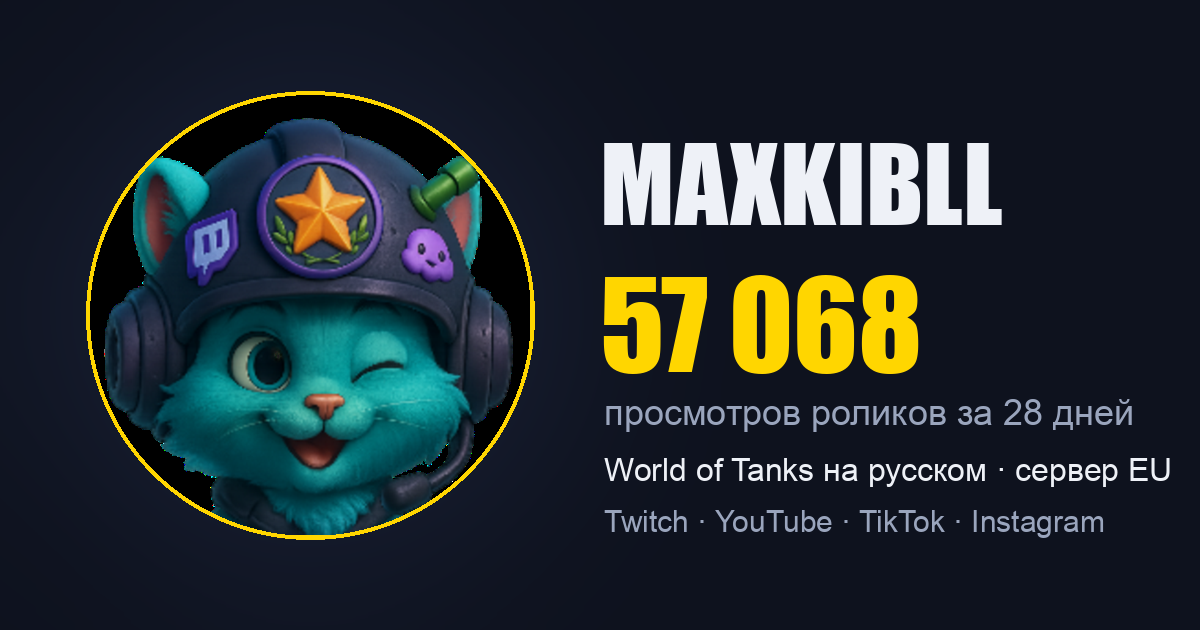 MAXKIBLL
57 068
просмотров роликов за 28 дней
World of Tanks на русском · сервер EU
Twitch · YouTube · TikTok · Instagram